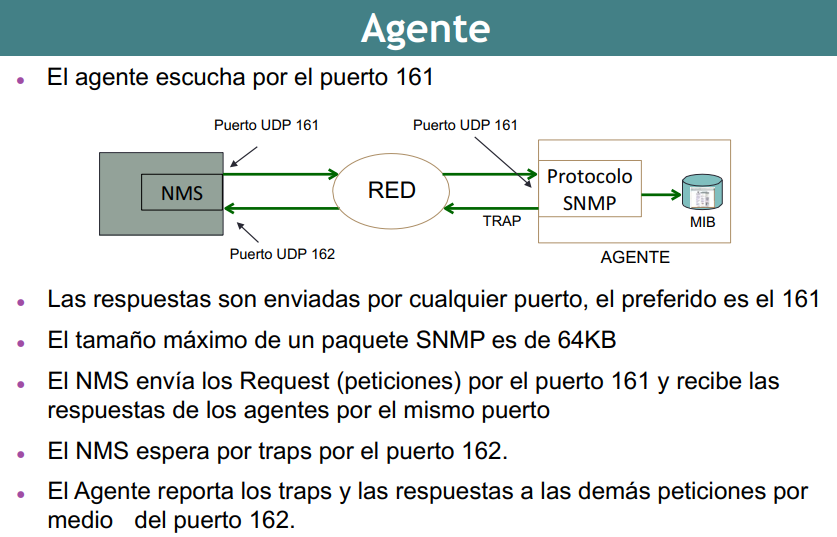 Agente
El agente escucha por el puerto 161
Puerto UDP 161
Puerto UDP 161
NMS
RED
Protocolo
SNMP
TRAP
MIB
Puerto UDP 162
AGENTE
Las respuestas son enviadas por cualquier puerto, el preferido es el 161
El tamaño máximo de un paquete SNMP es de 64KB
El NMS envía los Request (peticiones) por el puerto 161 y recibe las
respuestas de los agentes por el mismo puerto
El NMS espera por traps por el puerto 162.
El Agente reporta los traps y las respuestas a las demás peticiones por
medio del puerto 162.